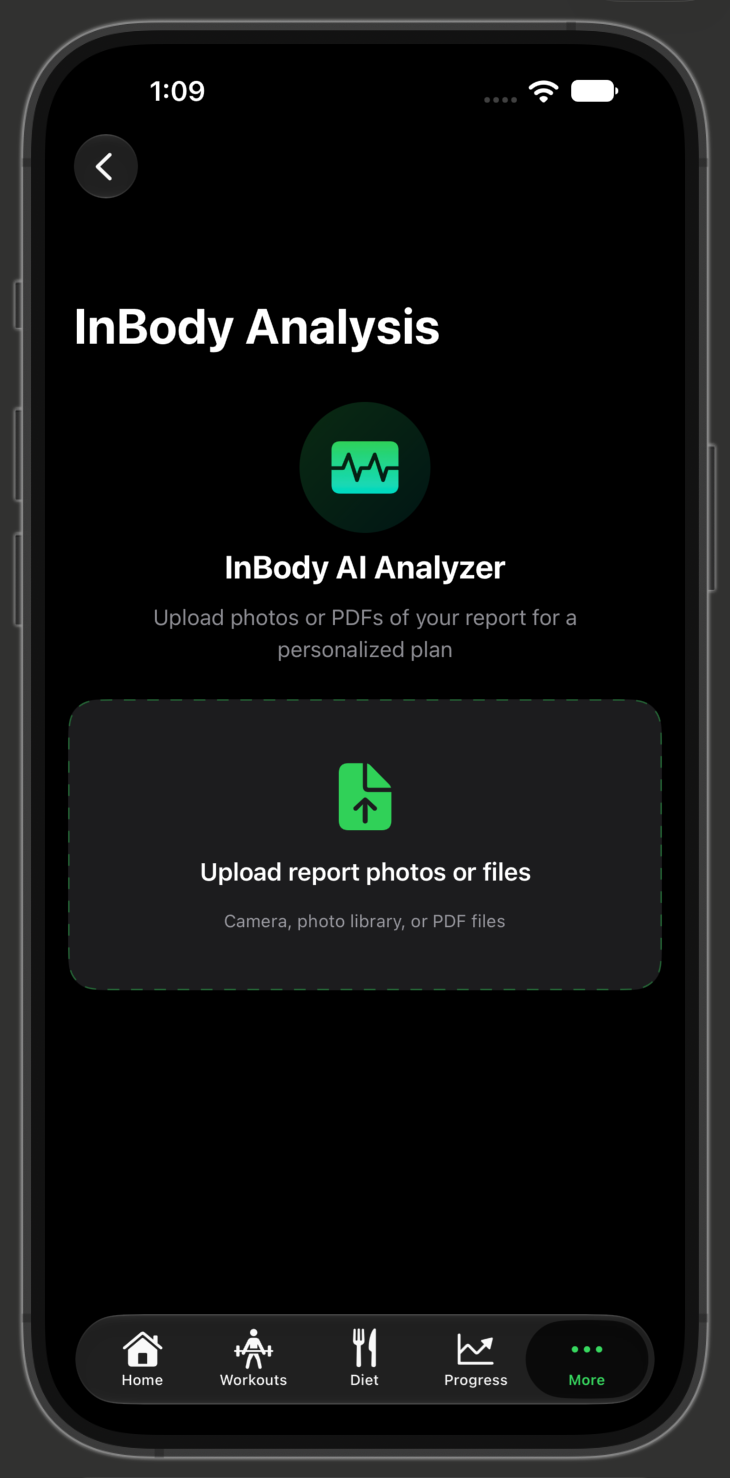 1:09
InBody Analysis
InBody AI Analyzer
Upload photos or PDFs of your report for a
personalized plan
Upload report photos or files
Camera, photo library, or PDF files
Home
Workouts
Diet
Progress
More